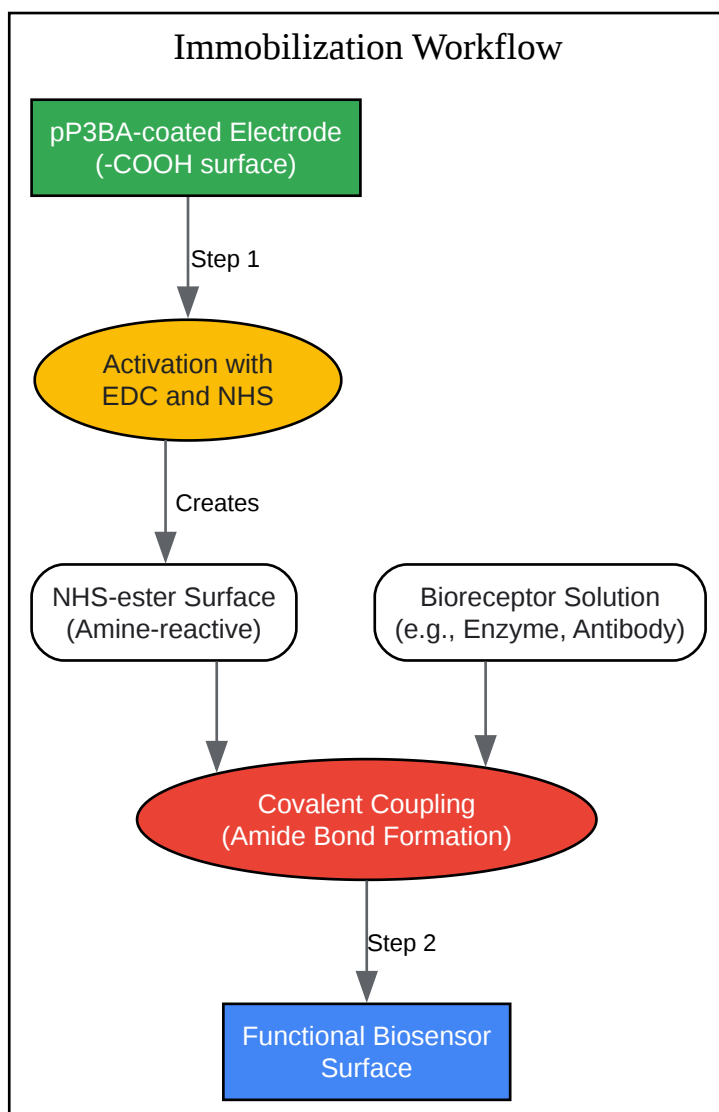 Immobilization Workflow
pP3BA-coated Electrode
(-COOH surface)
Step 1
Activation with
EDC and NHS
Creates
NHS-ester Surface
(Amine-reactive)
Bioreceptor Solution
(e.g., Enzyme, Antibody)
Covalent Coupling
(Amide Bond Formation)
Step 2
Functional Biosensor
Surface